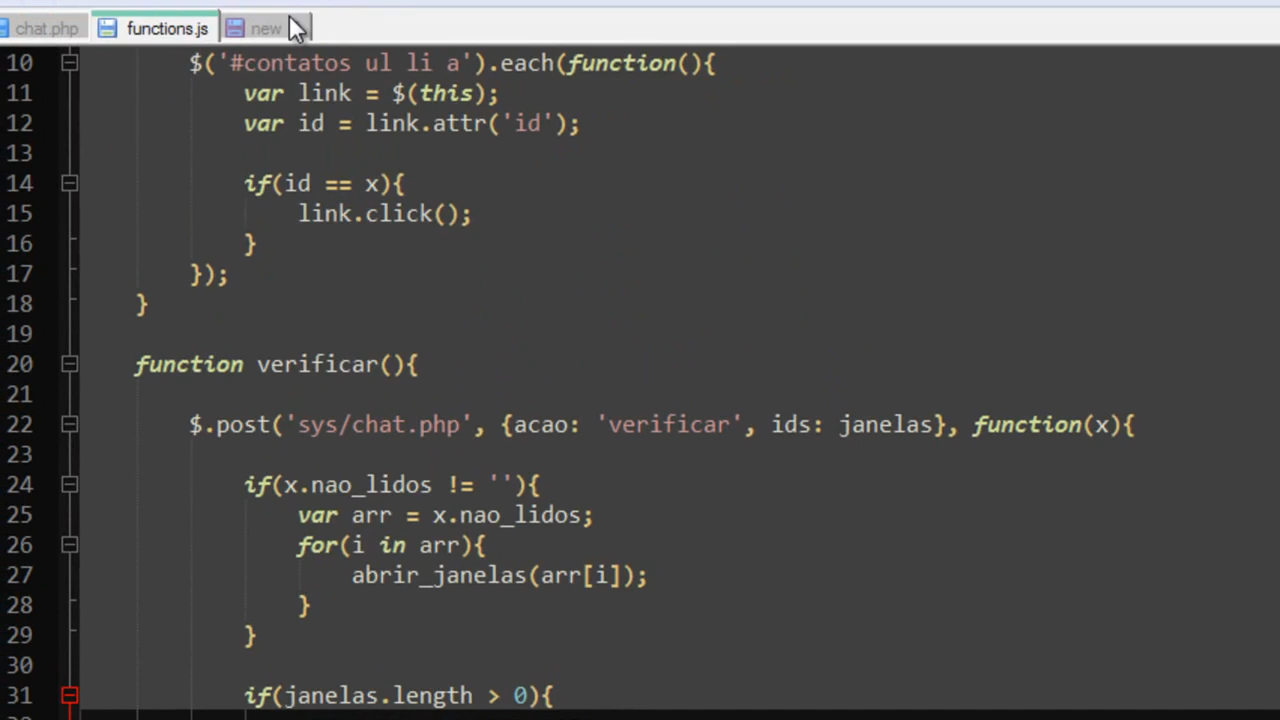 chat.php functions.js new
10 $('#contatos ul li a').each(function(){
11 var link = $(this);
12 var id = link.attr('id');
13
14 if(id == x){
15 link.click();
16 }
17 });
18 }
19
20 function verificar(){
21
22 $.post('sys/chat.php', {acao: 'verificar', ids: janelas}, function(x){
23
24 if(x.nao_lidos != ''){
25 var arr = x.nao_lidos;
26 for(i in arr){
27 abrir_janelas(arr[i]);
28 }
29 }
30
31 if(janelas.length > 0){